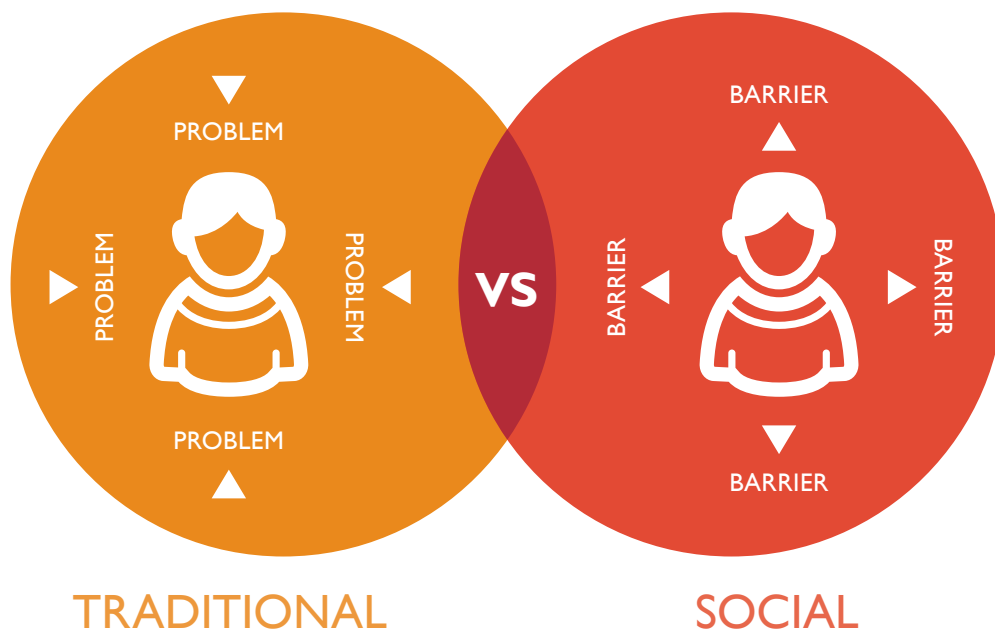 PROBLEM
PROBLEM
PROBLEM
PROBLEM
TRADITIONAL
VS
BARRIER
BARRIER
BARRIER
BARRIER
SOCIAL